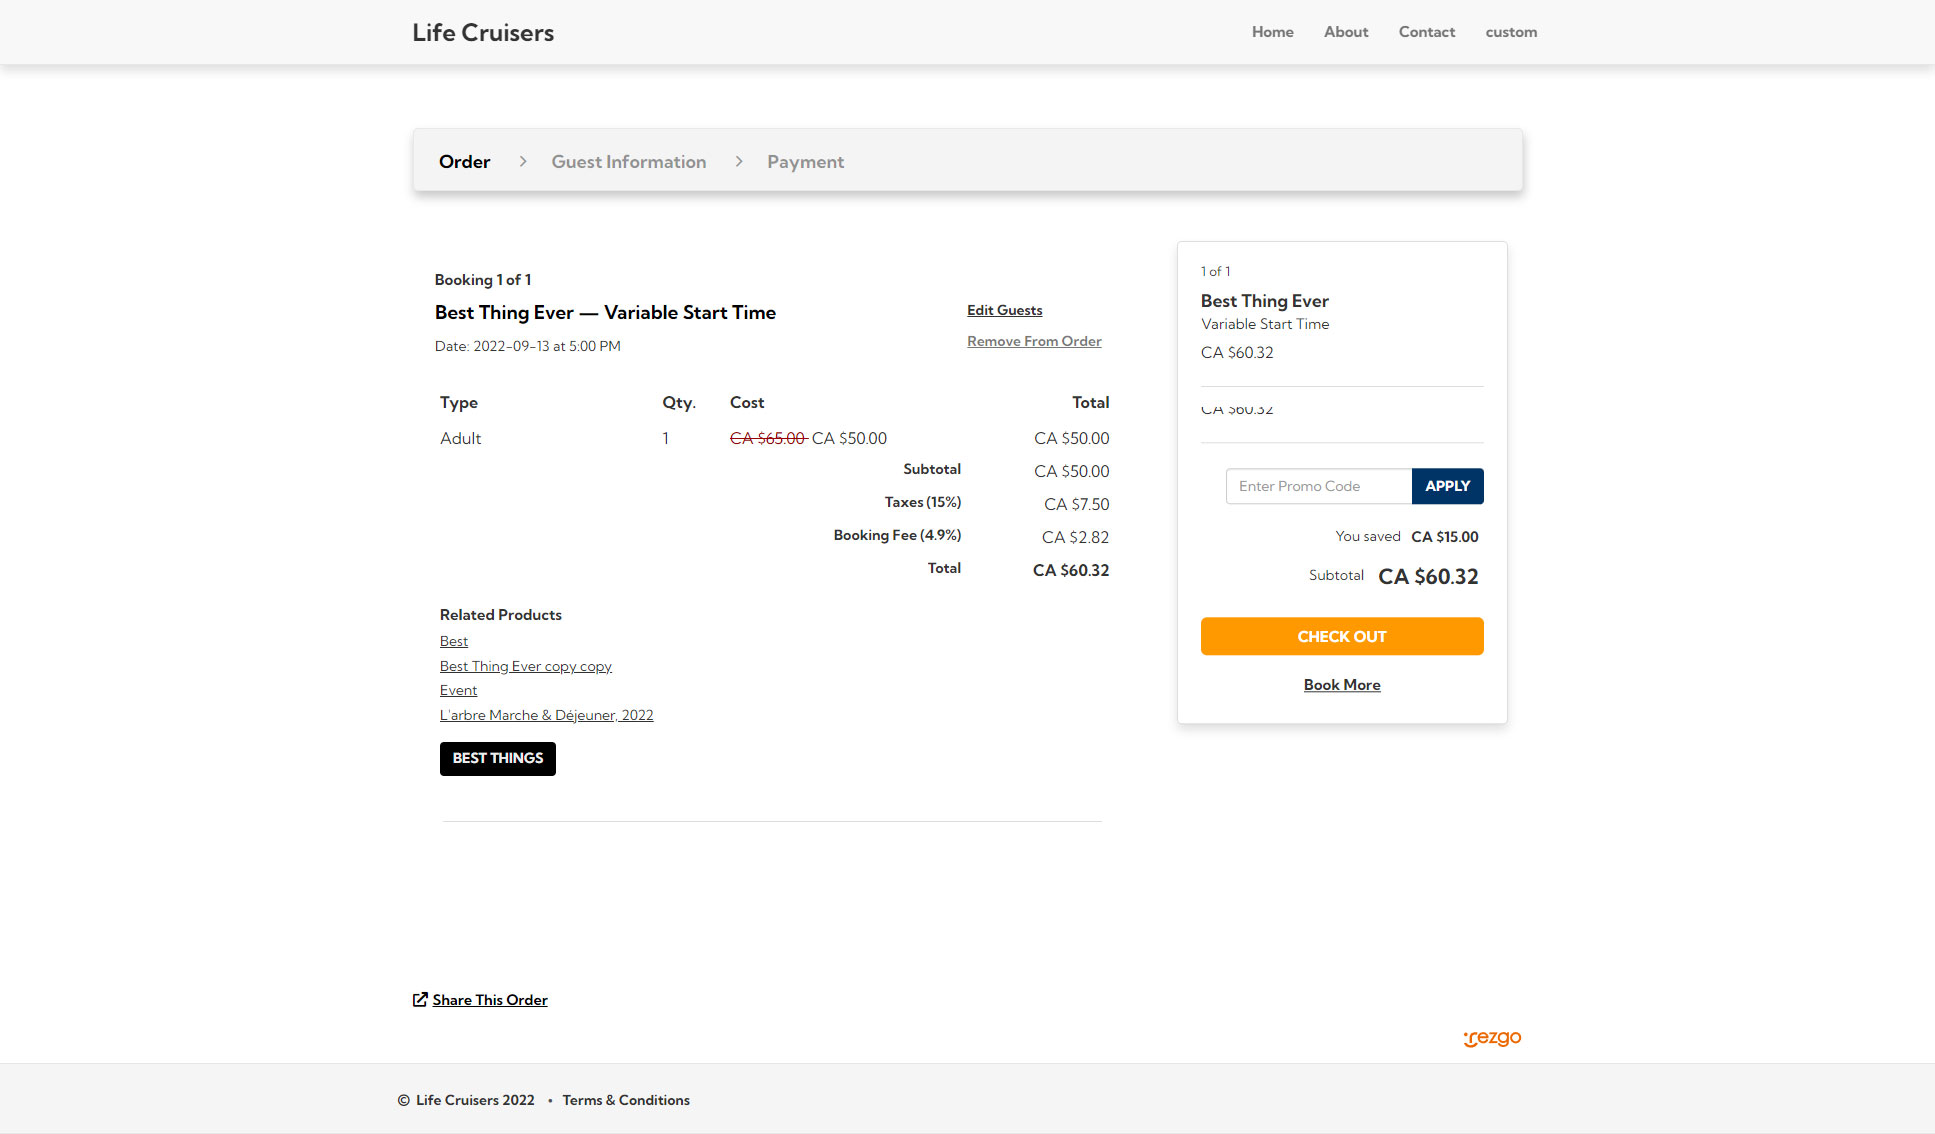 Life Cruisers
Home About Contact custom
Order > Guest Information > Payment
Booking 1 of 1
Best Thing Ever — Variable Start Time
Date: 2022-09-13 at 5:00 PM
Edit Guests
Remove From Order
Type Qty. Cost Total
Adult 1 CA $65.00 CA $50.00 CA $50.00
Subtotal CA $50.00
Taxes (15%) CA $7.50
Booking Fee (4.9%) CA $2.82
Total CA $60.32
Related Products
Best
Best Thing Ever copy copy
Event
L'arbre Marche & Déjeuner, 2022
BEST THINGS
1 of 1
Best Thing Ever
Variable Start Time
CA $60.32
CA $60.32
Enter Promo Code APPLY
You saved CA $15.00
Subtotal CA $60.32
CHECK OUT
Book More
Share This Order
rezgo
© Life Cruisers 2022 • Terms & Conditions